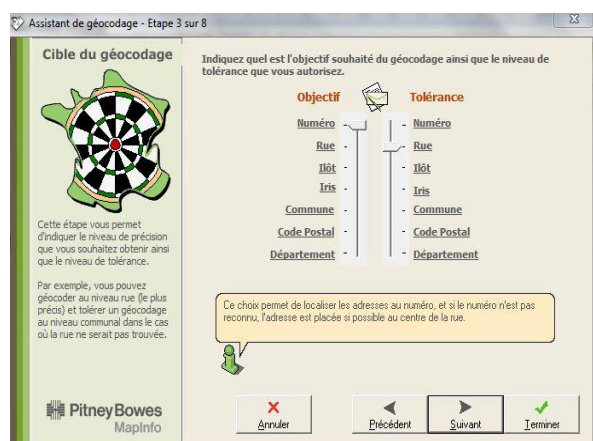 Assistant de géocodage - Etape 3 sur 8
Cible du géocodage
Cette étape vous permet
d'indiquer le niveau de précision
que vous souhaitez obtenir ainsi
que le niveau de tolérance.
Par exemple, vous pouvez
géocoder au niveau rue (le plus
précis) et tolérer un géocodage
au niveau communal dans le cas
où la rue ne serait pas trouvée.
Pitney Bowes
MapInfo
Indiquez quel est l'objectif souhaité du géocodage ainsi que le niveau de
tolérance que vous autorisez.
Objectif Tolérance
Numéro - - Numéro
Rue - - Rue
Ilôt - - Ilôt
Iris - - Iris
Commune - - Commune
Code Postal - - Code Postal
Département - - Département
Ce choix permet de localiser les adresses au numéro, et si le numéro n'est pas
reconnu, l'adresse est placée si possible au centre de la rue.
Annuler Précédent Suivant Terminer